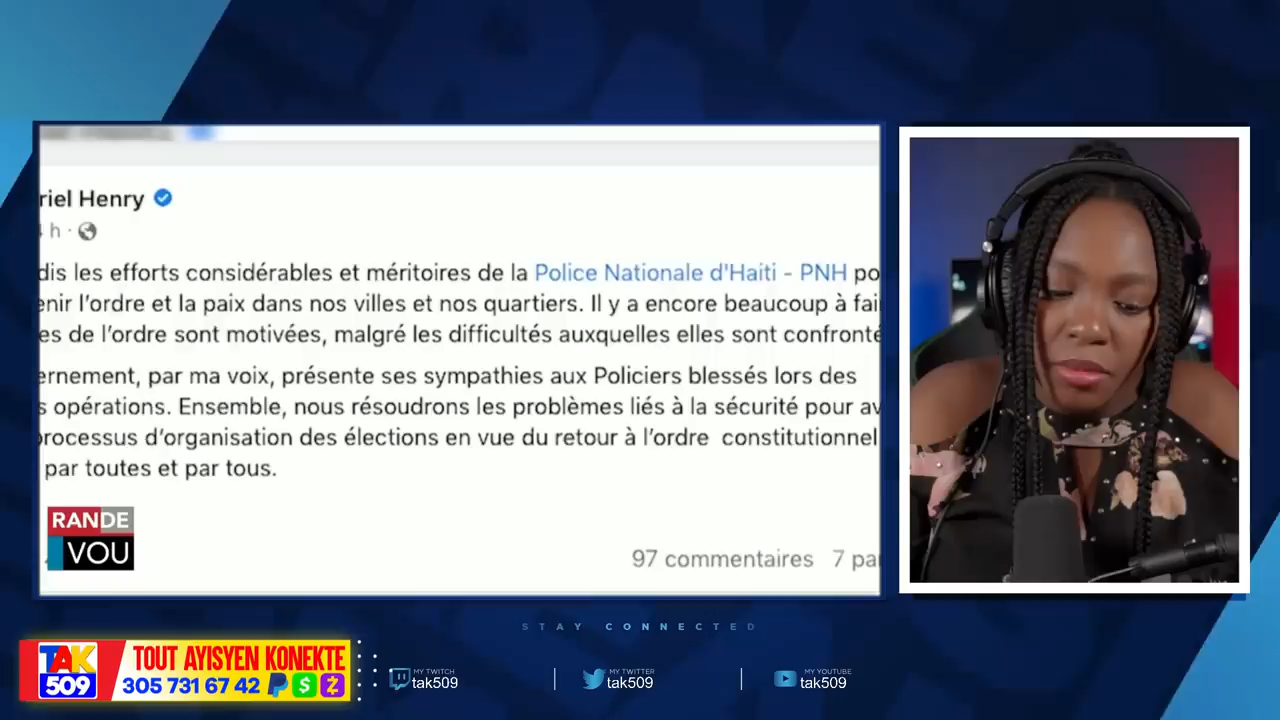 riel Henry
h ·
dis les efforts considérables et méritoires de la Police Nationale d'Haïti - PNH po
enir l'ordre et la paix dans nos villes et nos quartiers. Il y a encore beaucoup à fai
es de l'ordre sont motivées, malgré les difficultés auxquelles elles sont confronté
ernement, par ma voix, présente ses sympathies aux Policiers blessés lors des
s opérations. Ensemble, nous résoudrons les problèmes liés à la sécurité pour av
processus d'organisation des élections en vue du retour à l'ordre constitutionnel
par toutes et par tous.
RANDE
VOU
97 commentaires 7 par
STAY CONNECTED
TAK
509
TOUT AYISYEN KONEKTE
305 731 67 42
MY TWITCH
tak509
MY TWITTER
tak509
MY YOUTUBE
tak509